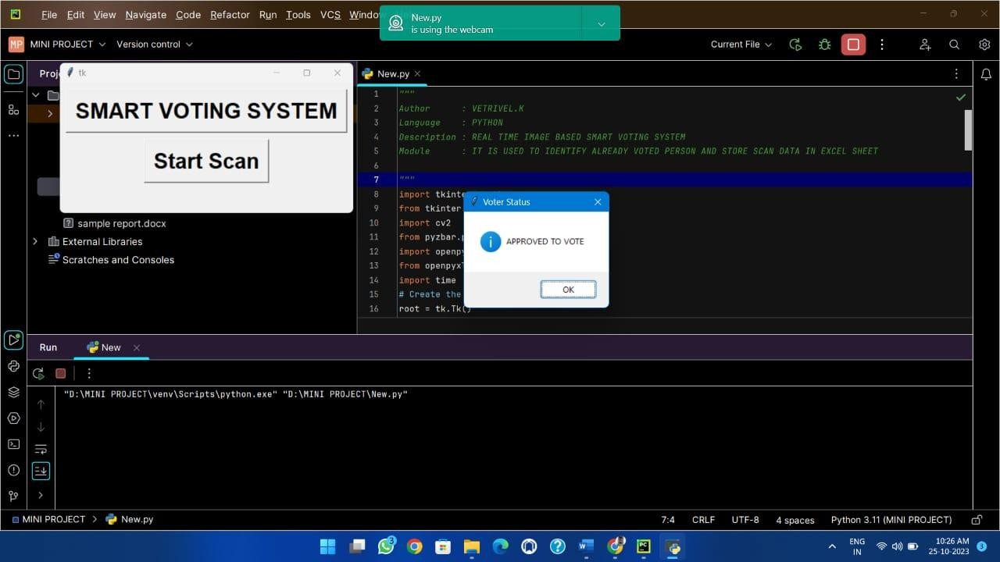 File Edit View Navigate Code Refactor Run Tools VCS Window
New.py
is using the webcam
MP MINI PROJECT Version control Current File
tk
SMART VOTING SYSTEM
Start Scan
sample report.docx
External Libraries
Scratches and Consoles
New.py
1 """
2 Author : VETRIVEL.K
3 Language : PYTHON
4 Description : REAL TIME IMAGE BASED SMART VOTING SYSTEM
5 Module : IT IS USED TO IDENTIFY ALREADY VOTED PERSON AND STORE SCAN DATA IN EXCEL SHEET
6
7 """
8 import
9 from tkinter
10 import cv2
11 from
12 import
13 from
14 import time
15 # Create the
16 root = tk.Tk()
Voter Status
APPROVED TO VOTE
OK
Run New
"D:\MINI PROJECT\venv\Scripts\python.exe" "D:\MINI PROJECT\New.py"
MINI PROJECT > New.py 7:4 CRLF UTF-8 4 spaces Python 3.11 (MINI PROJECT)
3 ENG IN 10:26 AM 25-10-2023 3